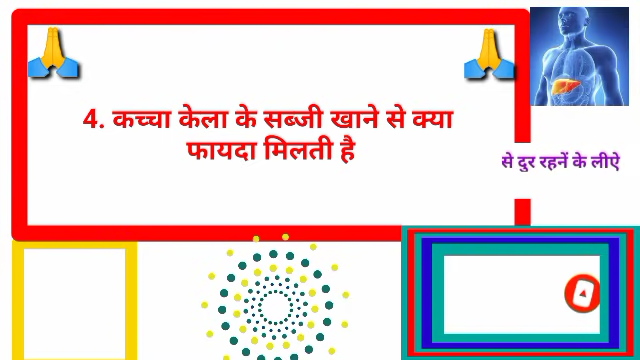 4. कच्चा केला के सब्जी खाने से क्या
फायदा मिलती है
से दुर रहनें के लीऐ